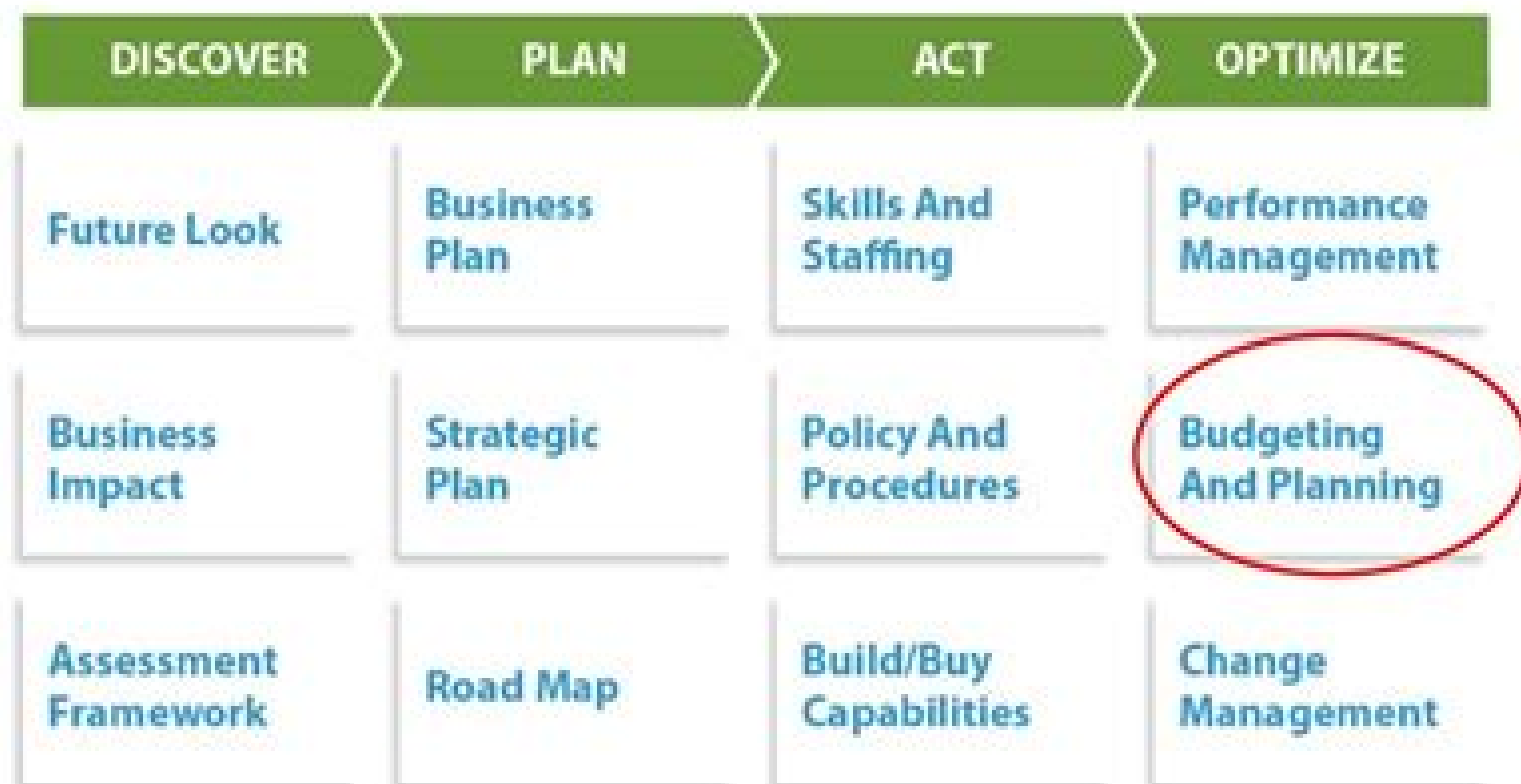 DISCOVER
PLAN
ACT
OPTIMIZE
Future Look
Business
Plan
Skills And
Staffing
Performance
Management
Business
Impact
Strategic
Plan
Policy And
Procedures
Budgeting
And Planning
Assessment
Framework
Road Map
Build/Buy
Capabilities
Change
Management